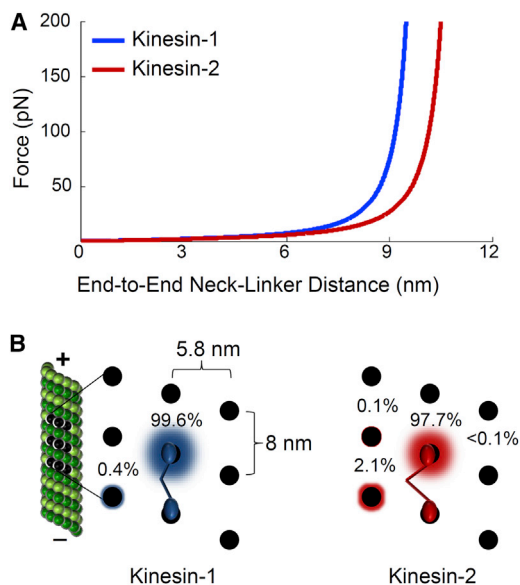 A
200
150
100
50
Force (pN)
Kinesin-1
Kinesin-2
0 3 6 9 12
End-to-End Neck-Linker Distance (nm)
B
+
–
5.8 nm
8 nm
99.6%
0.4%
Kinesin-1
0.1%
97.7%
<0.1%
2.1%
Kinesin-2